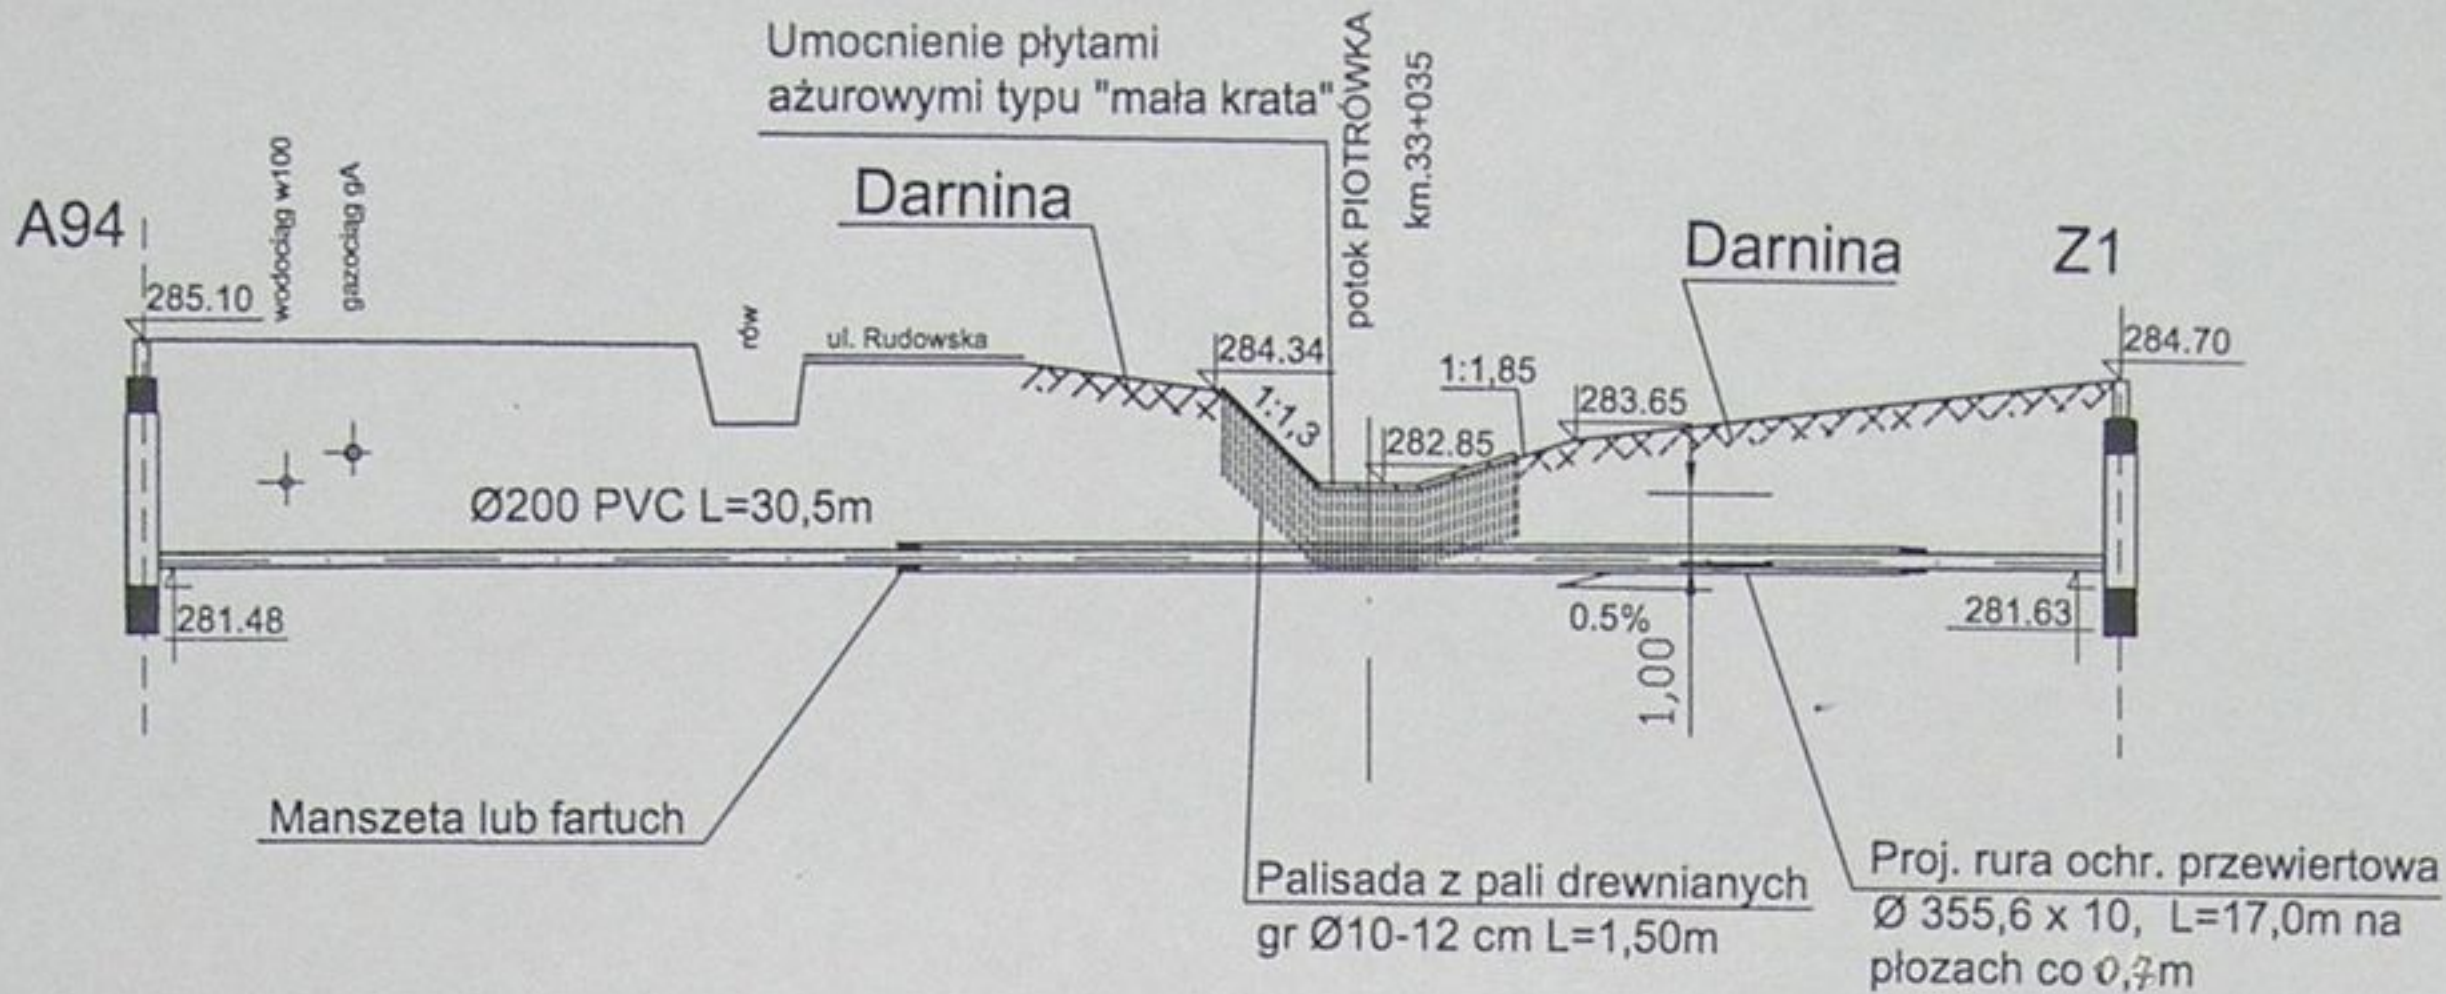 Umocnienie płytami
ażurowymi typu "mała krata"
potok PIOTRÓWKA
km.33+035
A94
wodociąg w100
gazociąg gA
Darnina
Darnina
Z1
285.10
rów
ul. Rudowska
284.34
1:1,3
1:1,85
282.85
283.65
284.70
Ø200 PVC L=30,5m
281.48
0.5%
1,00
281.63
Manszeta lub fartuch
Palisada z pali drewnianych
gr Ø10-12 cm L=1,50m
Proj. rura ochr. przewiertowa
Ø 355,6 x 10, L=17,0m na
płozach co 0,7m